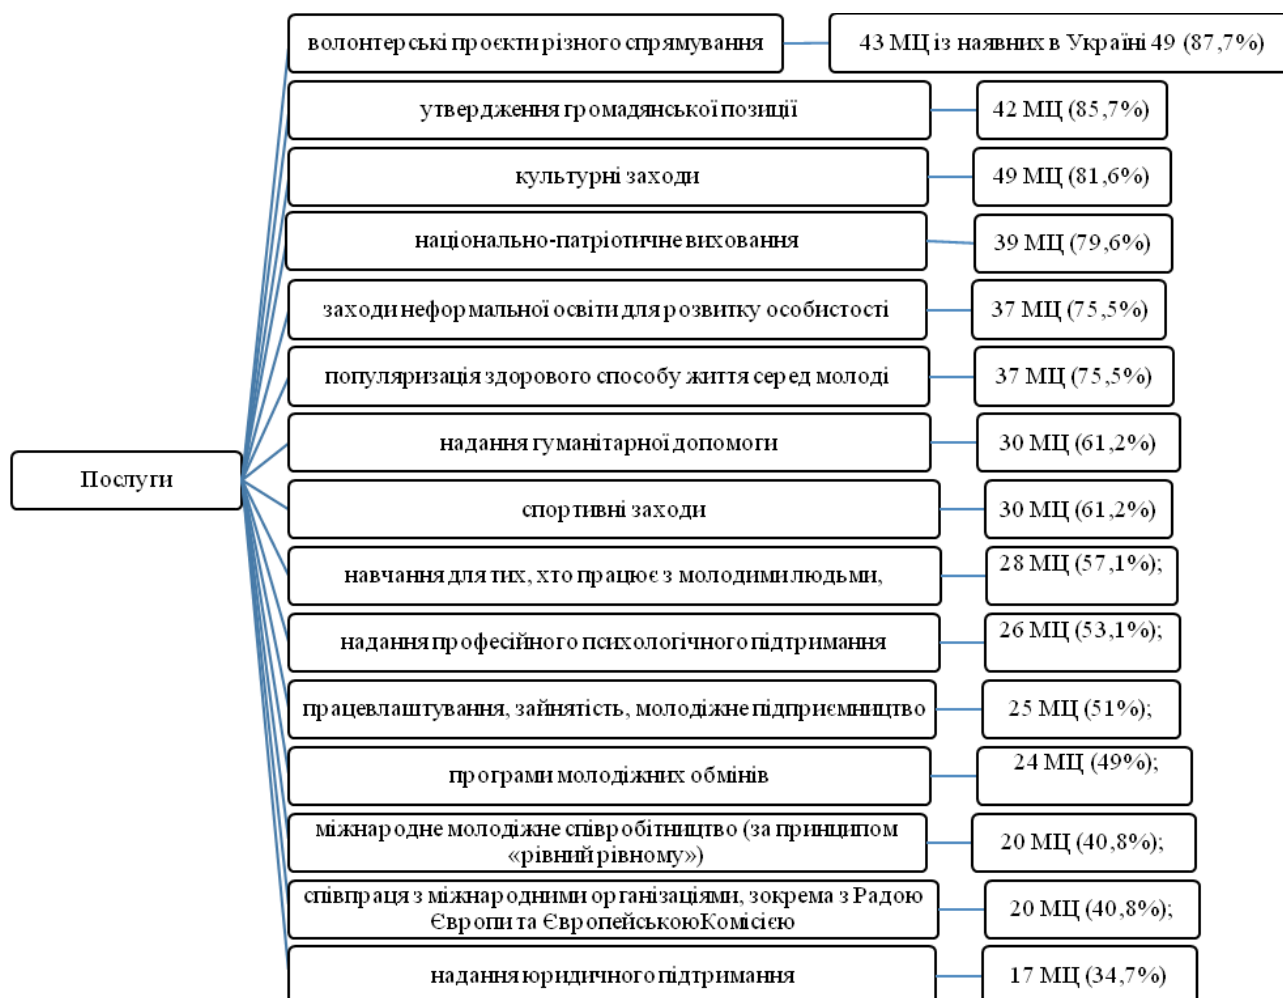 волонтерські проєкти різного спрямування
43 МЦ із наявних в Україні 49 (87,7%)
утвердження громадянської позиції
42 МЦ (85,7%)
культурні заходи
49 МЦ (81,6%)
національно-патріотичне виховання
39 МЦ (79,6%)
заходи неформальної освіти для розвитку особистості
37 МЦ (75,5%)
популяризація здорового способу життя серед молоді
37 МЦ (75,5%)
надання гуманітарної допомоги
30 МЦ (61,2%)
Послуги
спортивні заходи
30 МЦ (61,2%)
навчання для тих, хто працює з молодими людьми,
28 МЦ (57,1%);
надання професійного психологічного підтримання
26 МЦ (53,1%);
працевлаштування, зайнятість, молодіжне підприємництво
25 МЦ (51%);
програми молодіжних обмінів
24 МЦ (49%);
міжнародне молодіжне співробітництво (за принципом
«рівний рівному»)
20 МЦ (40,8%);
співпраця з міжнародними організаціями, зокрема з Радою
Європи та ЄвропейськоюКомісією
20 МЦ (40,8%);
надання юридичного підтримання
17 МЦ (34,7%)